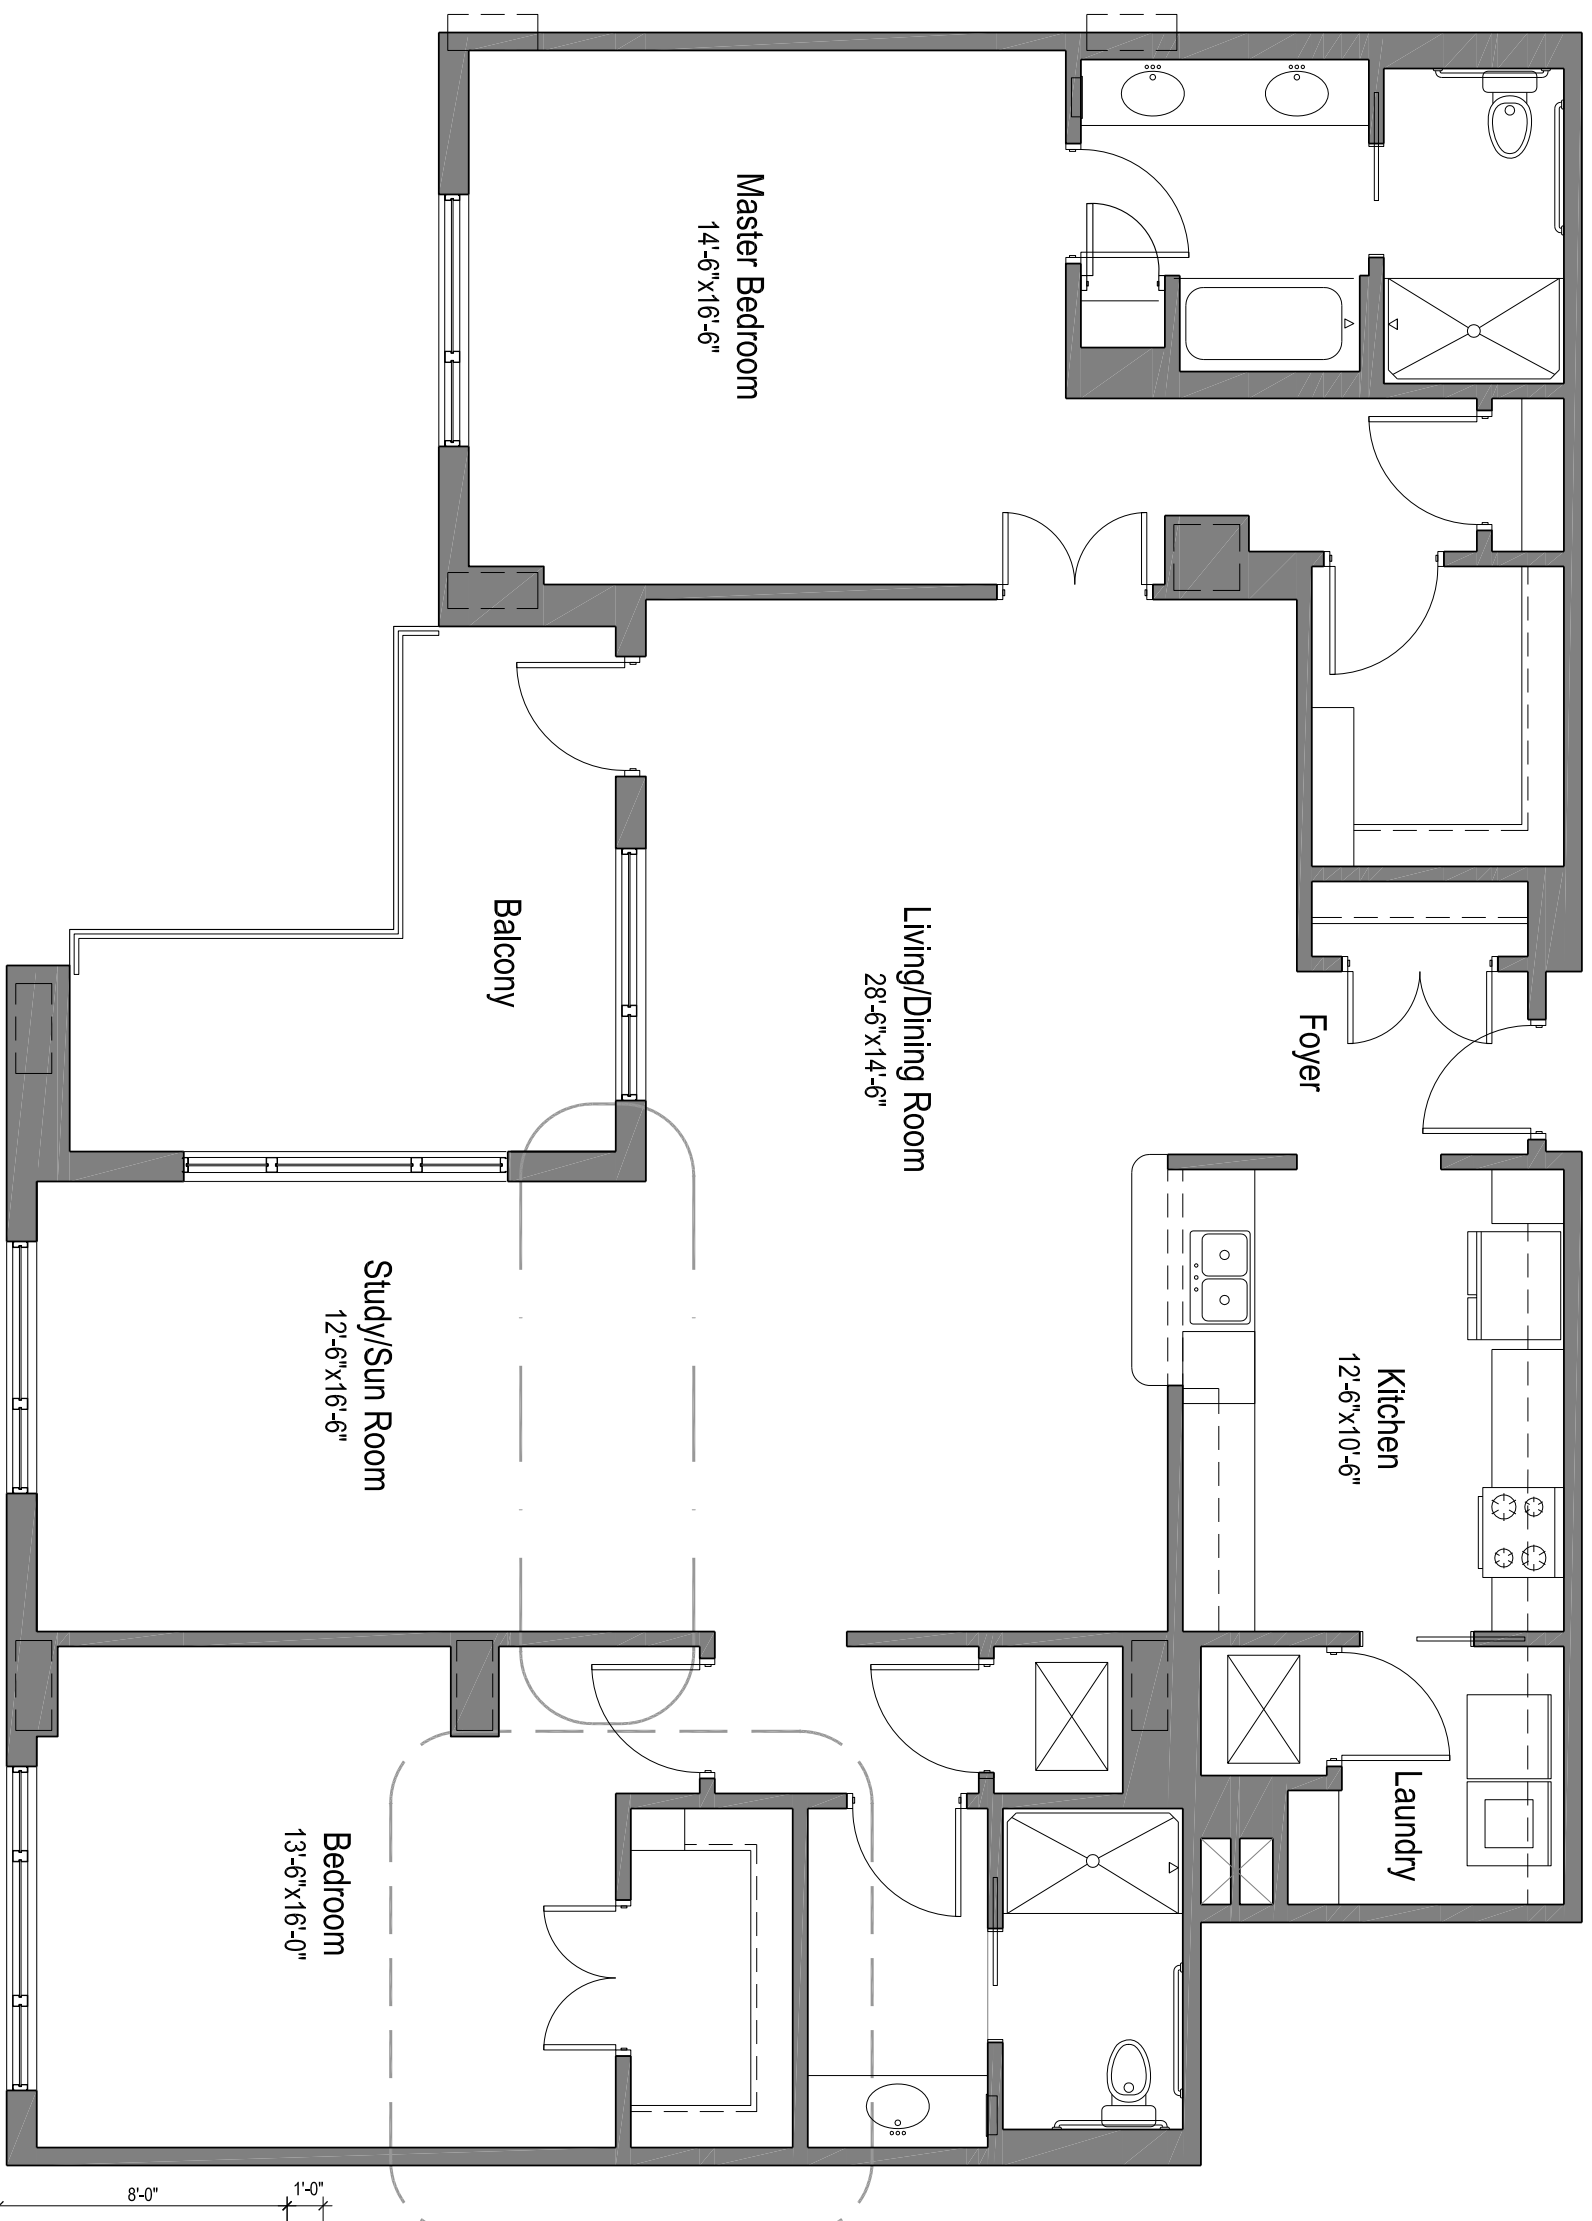 Master Bedroom
14'-6"x16'-6"
Living/Dining Room
28'-6"x14'-6"
Balcony
Foyer
Kitchen
12'-6"x10'-6"
Study/Sun Room
12'-6"x16'-6"
Laundry
Bedroom
13'-6"x16'-0"
8'-0"
1'-0"